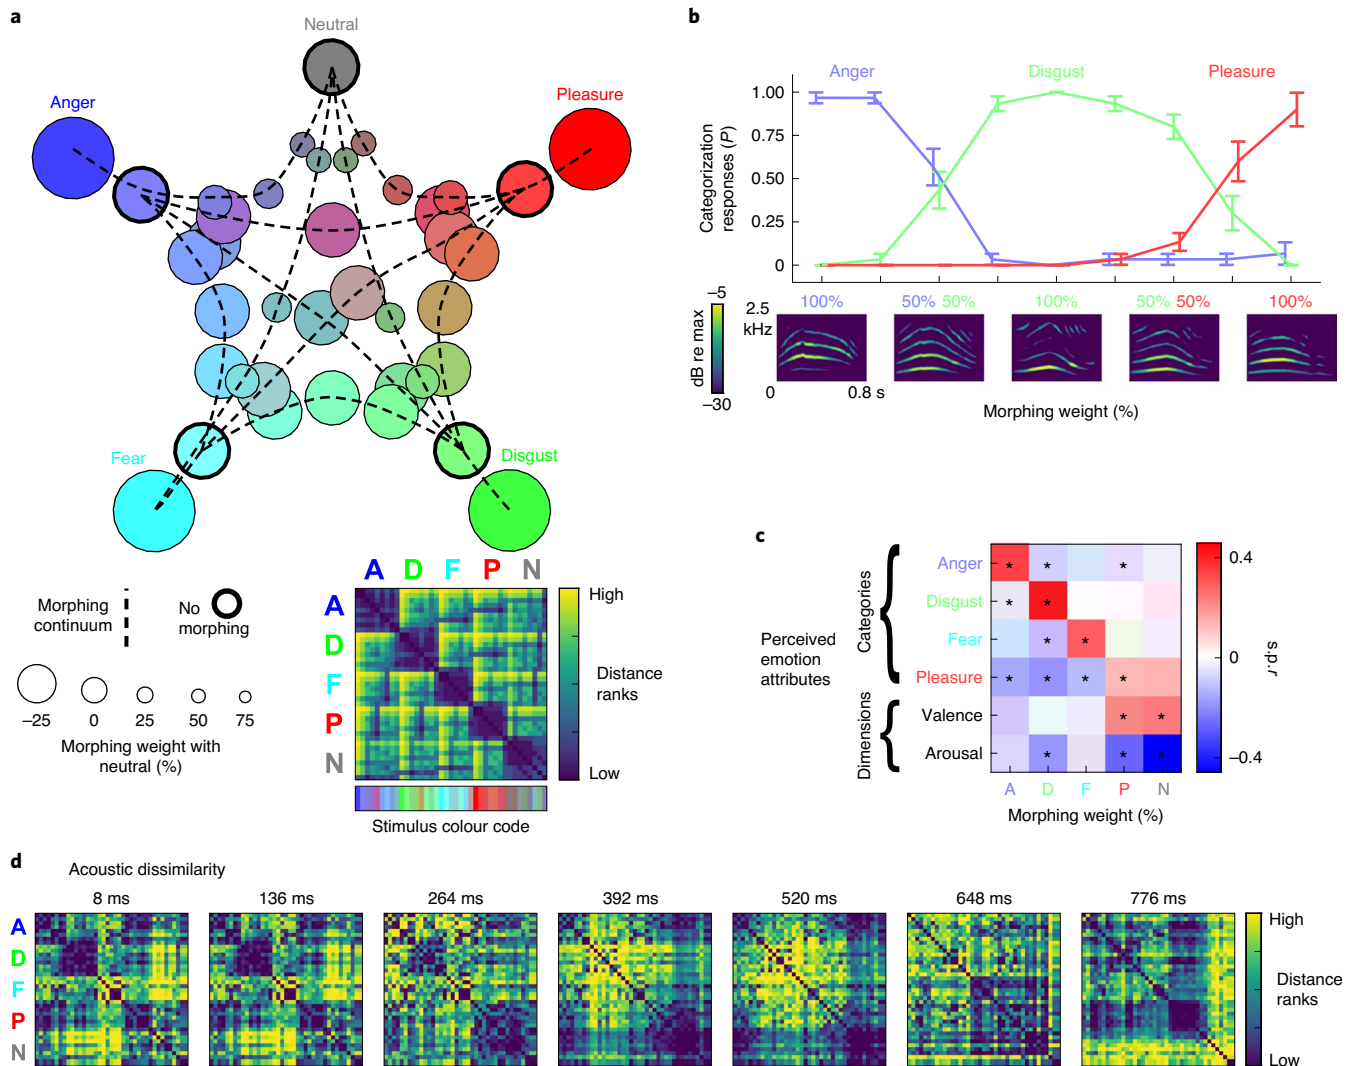 a
Neutral
Anger
Pleasure
Fear
Disgust
Morphing
continuum
No
morphing
−25
0
25
50
75
Morphing weight with
neutral (%)
A D F P N
A
D
F
P
N
High
Distance
ranks
Low
Stimulus colour code
b
Anger
Disgust
Pleasure
Categorization
responses (P)
1.00
0.75
0.50
0.25
0
100%
50% 50%
100%
50% 50%
100%
−5
dB re max
−30
2.5
kHz
0
0.8 s
Morphing weight (%)
c
Perceived
emotion
attributes
Categories
Dimensions
Anger
Disgust
Fear
Pleasure
Valence
Arousal
* * *
* *
* *
* * * *
* *
* * *
A D F P N
Morphing weight (%)
0.4
0
−0.4
s.p.r
d
Acoustic dissimilarity
8 ms
136 ms
264 ms
392 ms
520 ms
648 ms
776 ms
A
D
F
P
N
High
Distance
ranks
Low